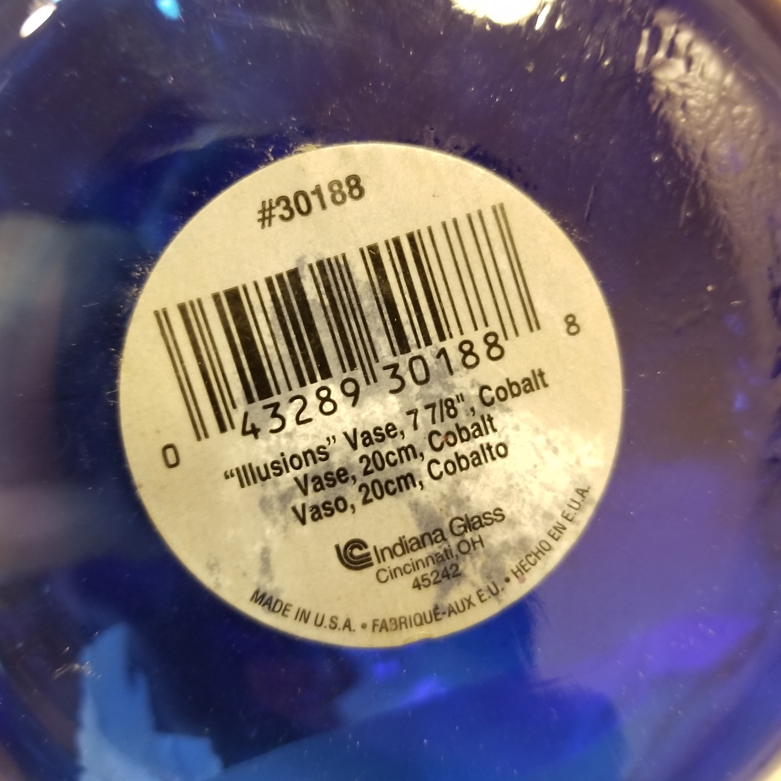 #30188
0 43289 30188 8
“Illusions” Vase, 7 7/8", Cobalt
Vase, 20cm, Cobalt
Vaso, 20cm, Cobalto
Indiana Glass
Cincinnati, OH
45242
MADE IN U.S.A. • FABRIQUÉ-AUX E.U. • HECHO EN E.U.A.